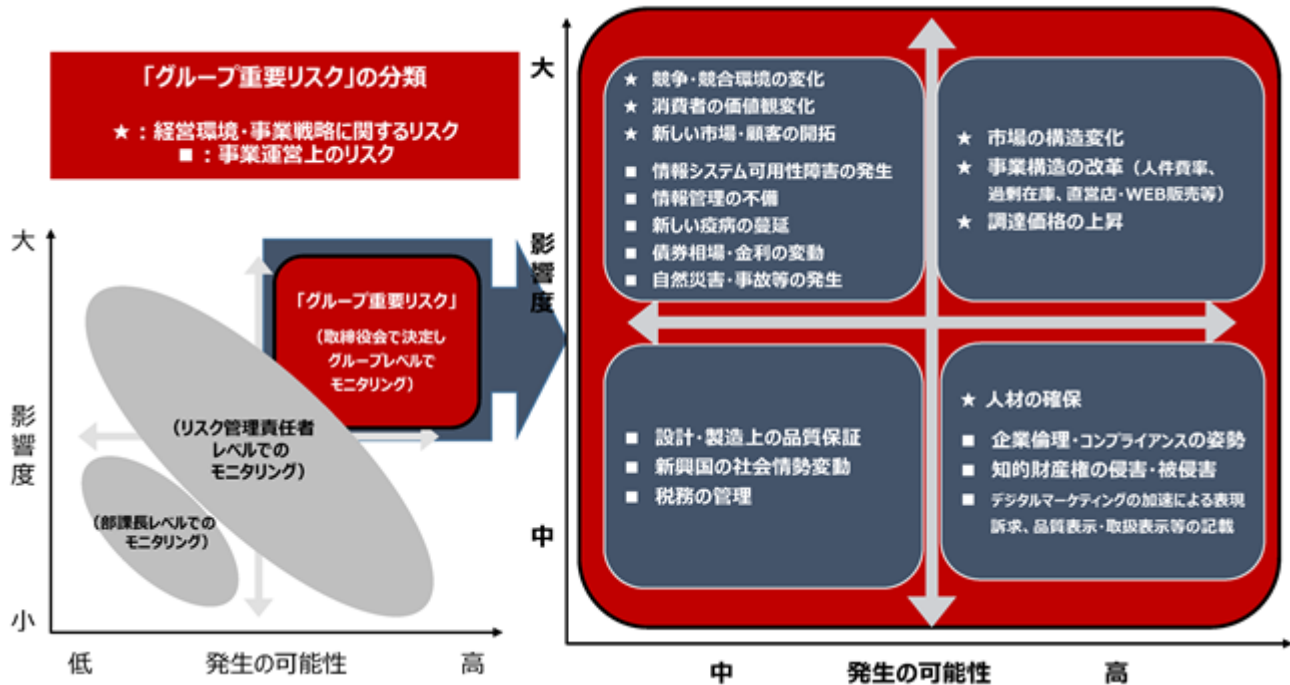 「グループ重要リスク」の分類
★：経営環境・事業戦略に関するリスク
■：事業運営上のリスク
大
影響度
小
「グループ重要リスク」
（取締役会で決定し
グループレベルで
モニタリング）
（リスク管理責任者
レベルでの
モニタリング）
（部課長レベルでの
モニタリング）
低
発生の可能性
高
大
影響度
中
★ 競争・競合環境の変化
★ 消費者の価値観変化
★ 新しい市場・顧客の開拓
■ 情報システム可用性障害の発生
■ 情報管理の不備
■ 新しい疫病の蔓延
■ 債券相場・金利の変動
■ 自然災害・事故等の発生
★ 市場の構造変化
★ 事業構造の改革（人件費率、
過剰在庫、直営店・WEB販売等）
★ 調達価格の上昇
■ 設計・製造上の品質保証
■ 新興国の社会情勢変動
■ 税務の管理
★ 人材の確保
■ 企業倫理・コンプライアンスの姿勢
■ 知的財産権の侵害・被侵害
■ デジタルマーケティングの加速による表現
訴求、品質表示・取扱表示等の記載
中
発生の可能性
高